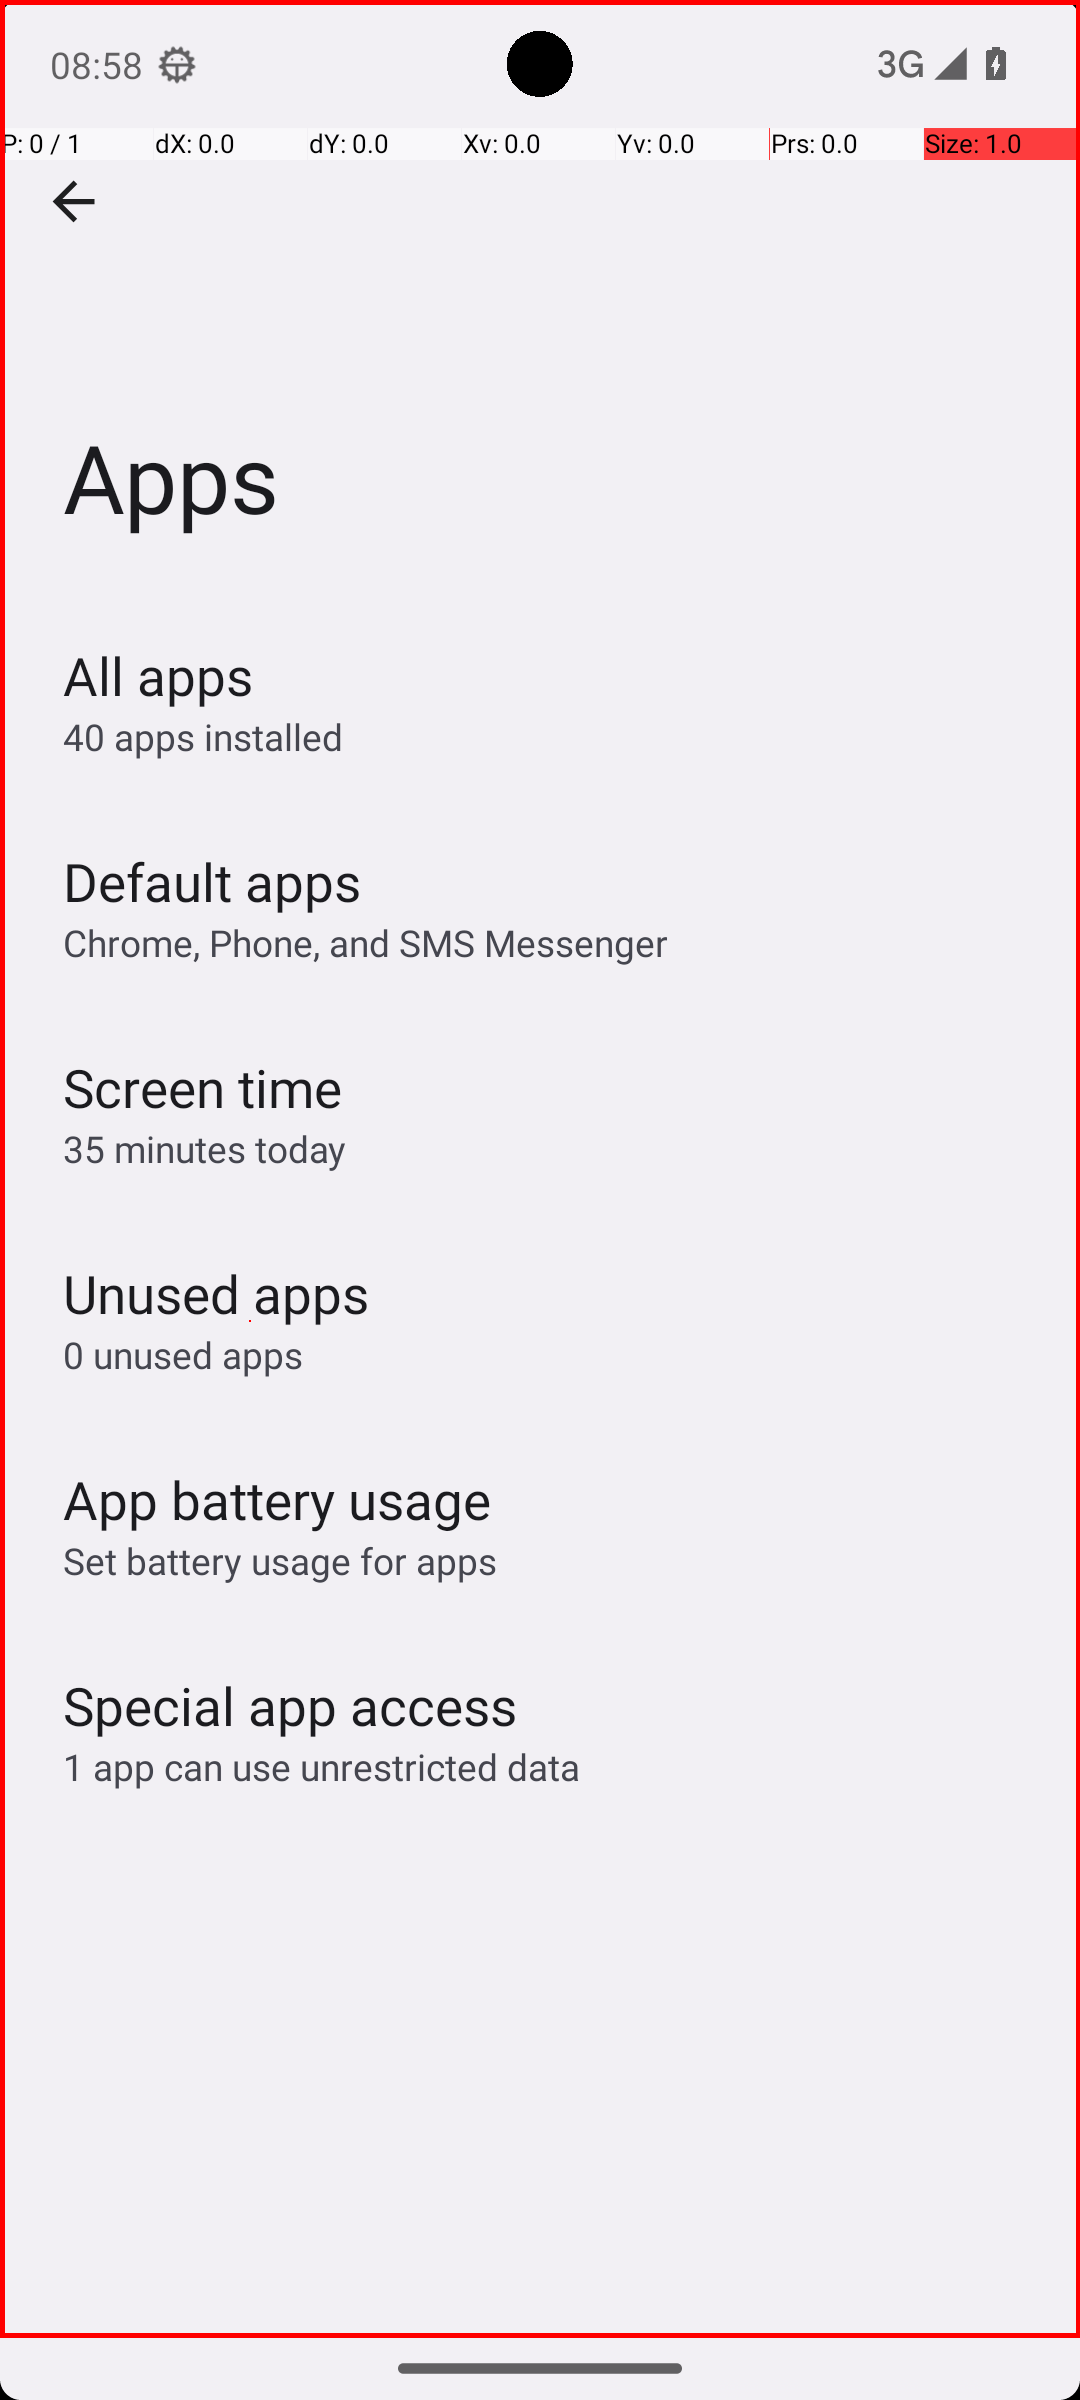 08:58
3G
P: 0 / 1 dX: 0.0 dY: 0.0 Xv: 0.0 Yv: 0.0 Prs: 0.0 Size: 1.0
Apps
All apps
40 apps installed
Default apps
Chrome, Phone, and SMS Messenger
Screen time
35 minutes today
Unused apps
0 unused apps
App battery usage
Set battery usage for apps
Special app access
1 app can use unrestricted data